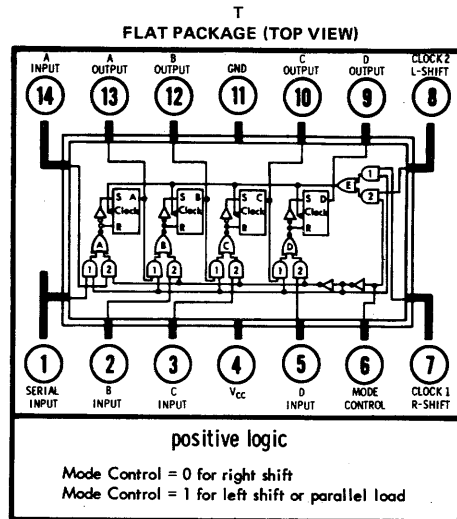 T
FLAT PACKAGE (TOP VIEW)
A INPUT
A OUTPUT
B OUTPUT
GND
C OUTPUT
D OUTPUT
CLOCK 2 L-SHIFT
14 13 12 11 10 9 8
S A Clock R
S B Clock R
S C Clock R
S D Clock R
E 1 2
A B C D
1 2 1 2 1 2 1 2
1 2 3 4 5 6 7
SERIAL INPUT
B INPUT
C INPUT
VCC
D INPUT
MODE CONTROL
CLOCK 1 R-SHIFT
positive logic
Mode Control = 0 for right shift
Mode Control = 1 for left shift or parallel load